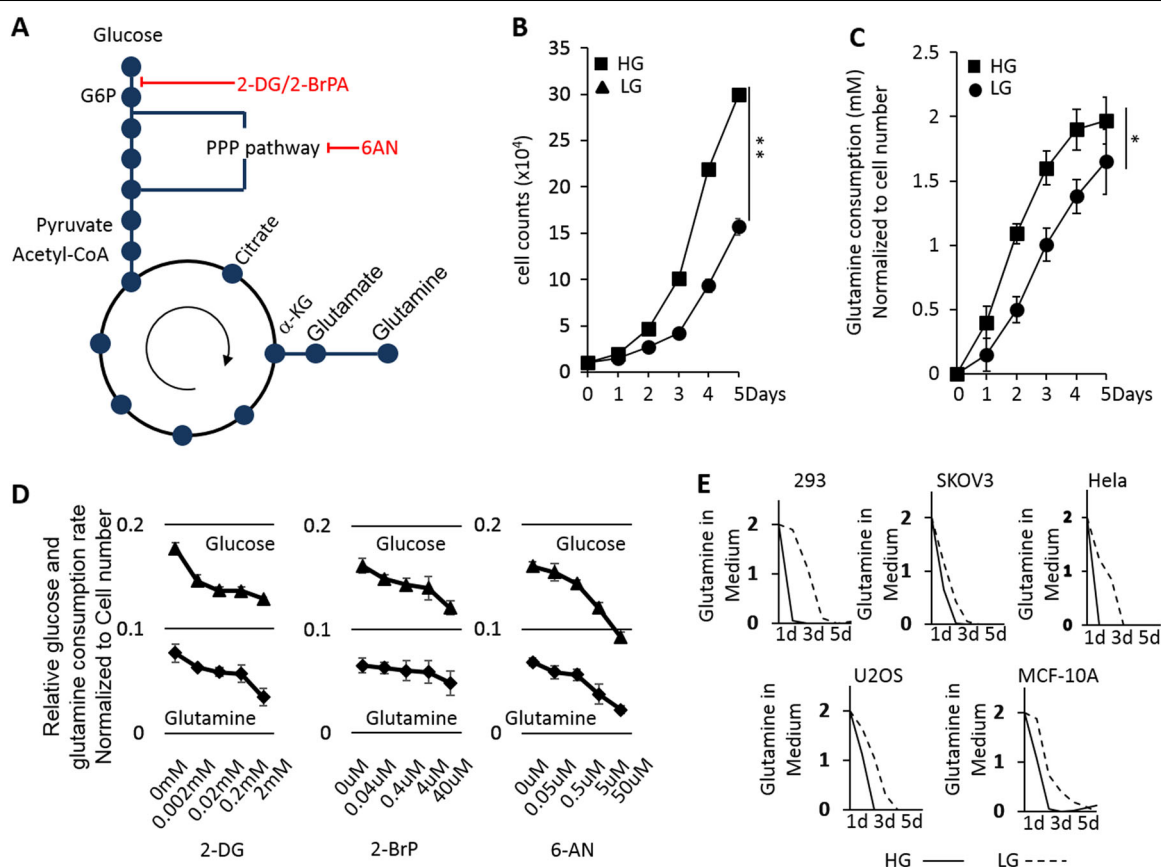 A
Glucose
2-DG/2-BrPA
G6P
PPP pathway
6AN
Pyruvate
Acetyl-CoA
Citrate
α-KG
Glutamate
Glutamine
B
cell counts (x10⁴)
35
30
25
20
15
10
5
0
HG
LG
**
0 1 2 3 4 5Days
C
Glutamine consumption (mM)
Normalized to cell number
2.5
2
1.5
1
0.5
0
HG
LG
*
0 1 2 3 4 5Days
D
Relative glucose and
glutamine consumption rate
Normalized to Cell number
0.2
Glucose
0.1
Glutamine
0
0mM
0.002mM
0.02mM
0.2mM
2mM
2-DG
0.2
Glucose
0.1
Glutamine
0
0uM
0.04uM
0.4uM
4uM
40uM
2-BrP
0.2
Glucose
0.1
Glutamine
0
0uM
0.05uM
0.5uM
5uM
50uM
6-AN
E
293
Glutamine in
Medium
2
1
0
1d 3d 5d
SKOV3
Glutamine in
Medium
2
1
0
1d 3d 5d
Hela
Glutamine in
Medium
2
1
0
1d 3d 5d
U2OS
Glutamine in
Medium
2
1
0
1d 3d 5d
MCF-10A
Glutamine in
Medium
2
1
0
1d 3d 5d
HG
LG